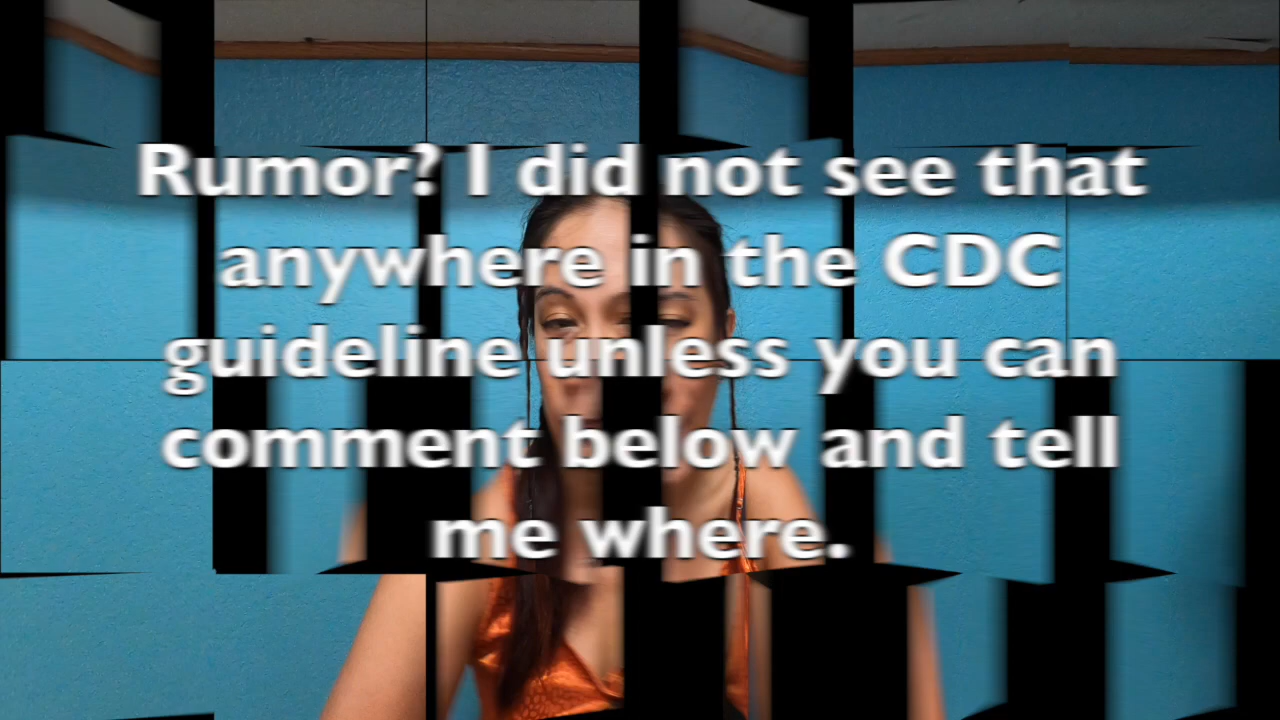 Rumor? I did not see that
anywhere in the CDC
guideline unless you can
comment below and tell
me where.